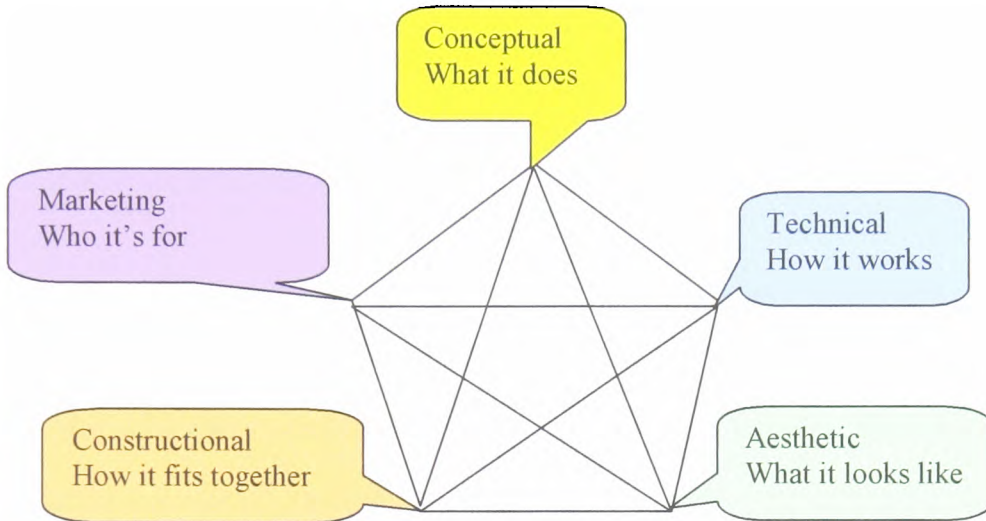 Conceptual
What it does
Marketing
Who it's for
Technical
How it works
Constructional
How it fits together
Aesthetic
What it looks like